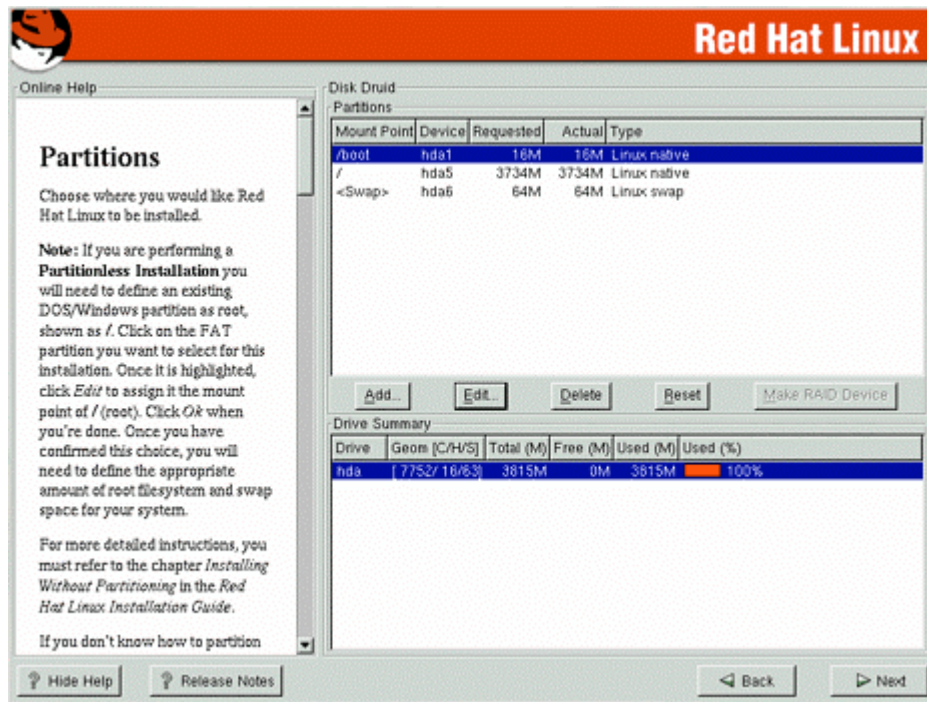 Red Hat Linux
Online Help
Partitions
Choose where you would like Red
Hat Linux to be installed.
Note: If you are performing a
Partitionless Installation you
will need to define an existing
DOS/Windows partition as root,
shown as /. Click on the FAT
partition you want to select for this
installation. Once it is highlighted,
click Edit to assign it the mount
point of / (root). Click Ok when
you're done. Once you have
confirmed this choice, you will
need to define the appropriate
amount of root filesystem and swap
space for your system.
For more detailed instructions, you
must refer to the chapter Installing
Without Partitioning in the Red
Hat Linux Installation Guide.
If you don't know how to partition
Disk Druid
Partitions
Mount Point Device Requested Actual Type
/boot hda1 16M 16M Linux native
/ hda5 3734M 3734M Linux native
<Swap> hda6 64M 64M Linux swap
Add... Edit... Delete Reset Make RAID Device
Drive Summary
Drive Geom [C/H/S] Total (M) Free (M) Used (M) Used (%)
hda [ 7752/ 16/63] 3815M 0M 3815M 100%
? Hide Help ? Release Notes Back Next